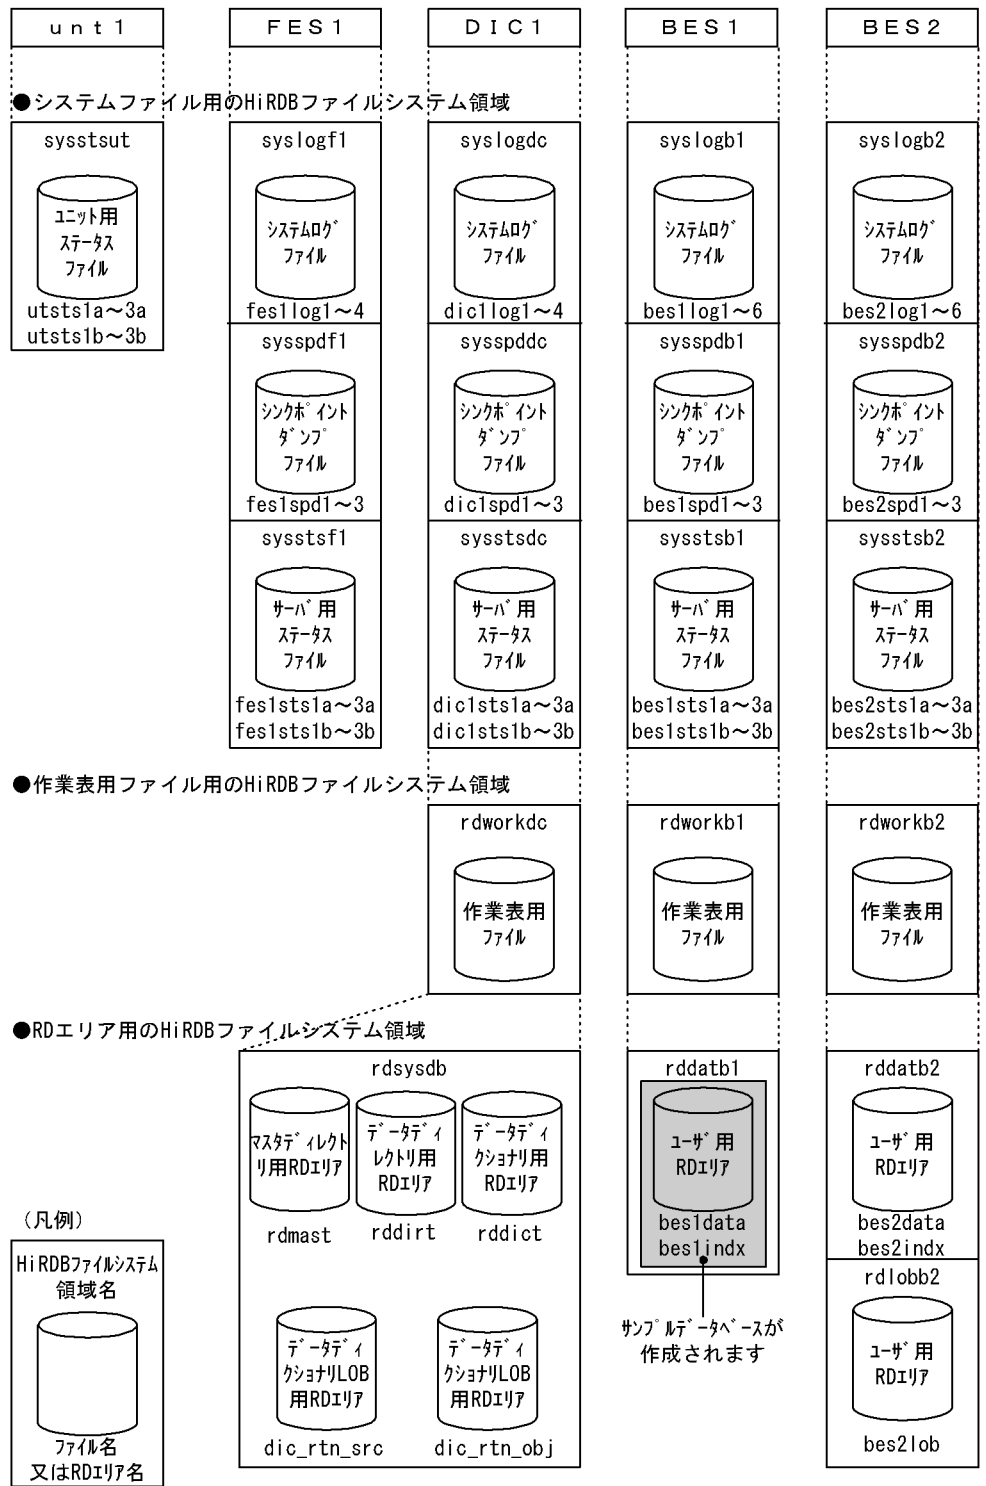 ｕｎｔ１
ＦＥＳ１
ＤＩＣ１
ＢＥＳ１
ＢＥＳ２
●システムファイル用のHiRDBファイルシステム領域
sysstsut
ﾕﾆｯﾄ用
ｽﾃｰﾀｽ
ﾌｧｲﾙ
utsts1a～3a
utsts1b～3b
syslogf1
ｼｽﾃﾑﾛｸﾞ
ﾌｧｲﾙ
fes1log1～4
syslogdc
ｼｽﾃﾑﾛｸﾞ
ﾌｧｲﾙ
dic1log1～4
syslogb1
ｼｽﾃﾑﾛｸﾞ
ﾌｧｲﾙ
bes1log1～6
syslogb2
ｼｽﾃﾑﾛｸﾞ
ﾌｧｲﾙ
bes2log1～6
sysspdf1
ｼﾝｸﾎﾟｲﾝﾄ
ﾀﾞﾝﾌﾟ
ﾌｧｲﾙ
fes1spd1～3
sysspddc
ｼﾝｸﾎﾟｲﾝﾄ
ﾀﾞﾝﾌﾟ
ﾌｧｲﾙ
dic1spd1～3
sysspdb1
ｼﾝｸﾎﾟｲﾝﾄ
ﾀﾞﾝﾌﾟ
ﾌｧｲﾙ
bes1spd1～3
sysspdb2
ｼﾝｸﾎﾟｲﾝﾄ
ﾀﾞﾝﾌﾟ
ﾌｧｲﾙ
bes2spd1～3
sysstsf1
ｻｰﾊﾞ用
ｽﾃｰﾀｽ
ﾌｧｲﾙ
fes1sts1a～3a
fes1sts1b～3b
sysstsdc
ｻｰﾊﾞ用
ｽﾃｰﾀｽ
ﾌｧｲﾙ
dic1sts1a～3a
dic1sts1b～3b
sysstsb1
ｻｰﾊﾞ用
ｽﾃｰﾀｽ
ﾌｧｲﾙ
bes1sts1a～3a
bes1sts1b～3b
sysstsb2
ｻｰﾊﾞ用
ｽﾃｰﾀｽ
ﾌｧｲﾙ
bes2sts1a～3a
bes2sts1b～3b
●作業表用ファイル用のHiRDBファイルシステム領域
rdworkdc
作業表用
ﾌｧｲﾙ
rdworkb1
作業表用
ﾌｧｲﾙ
rdworkb2
作業表用
ﾌｧｲﾙ
●RDエリア用のHiRDBファイルシステム領域
rdsysdb
ﾏｽﾀﾃﾞｨﾚｸﾄ
ﾘ用RDｴﾘｱ
rdmast
ﾃﾞｰﾀﾃﾞｨ
ﾚｸﾄﾘ用
RDｴﾘｱ
rddirt
ﾃﾞｰﾀﾃﾞｨ
ｸｼｮﾅﾘ用
RDｴﾘｱ
rddict
ﾃﾞｰﾀﾃﾞｨ
ｸｼｮﾅﾘLOB
用RDｴﾘｱ
dic_rtn_src
ﾃﾞｰﾀﾃﾞｨ
ｸｼｮﾅﾘLOB
用RDｴﾘｱ
dic_rtn_obj
rddatb1
ﾕｰｻﾞ用
RDｴﾘｱ
bes1data
bes1indx
ｻﾝﾌﾟﾙﾃﾞｰﾀﾍﾞｰｽが
作成されます
rddatb2
ﾕｰｻﾞ用
RDｴﾘｱ
bes2data
bes2indx
rdlobb2
ﾕｰｻﾞ用
RDｴﾘｱ
bes2lob
（凡例）
HiRDBﾌｧｲﾙｼｽﾃﾑ
領域名
ﾌｧｲﾙ名
又はRDｴﾘｱ名